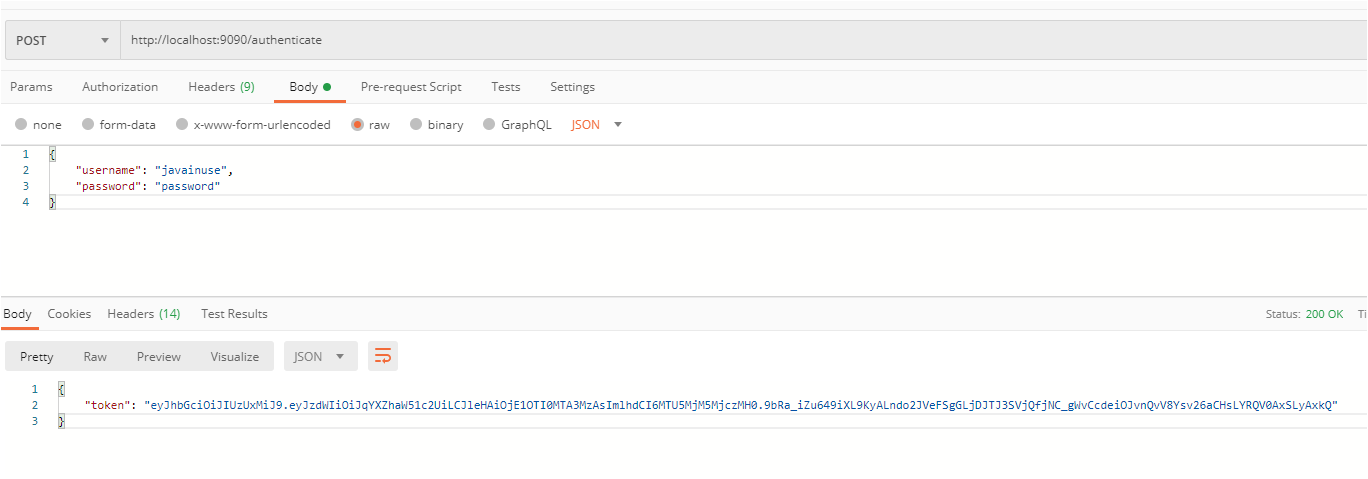 POST http://localhost:9090/authenticate
Params Authorization Headers (9) Body Pre-request Script Tests Settings
none form-data x-www-form-urlencoded raw binary GraphQL JSON
1 {
2 "username": "javainuse",
3 "password": "password"
4 }
Body Cookies Headers (14) Test Results Status: 200 OK Ti
Pretty Raw Preview Visualize JSON
1 {
2 "token": "eyJhbGciOiJIUzUxMiJ9.eyJzdWIiOiJqYXZhaW51c2UiLCJleHAiOjE1OTI0MTA3MzAsImlhdCI6MTU5MjM5MjczMH0.9bRa_iZu649iXL9KyALndo2JVeFSgGLjDJTJ3SVjQfjNC_gWvCcdeiOJvnQvV8Ysv26aCHsLYRQV0AxSLyAxkQ"
3 }